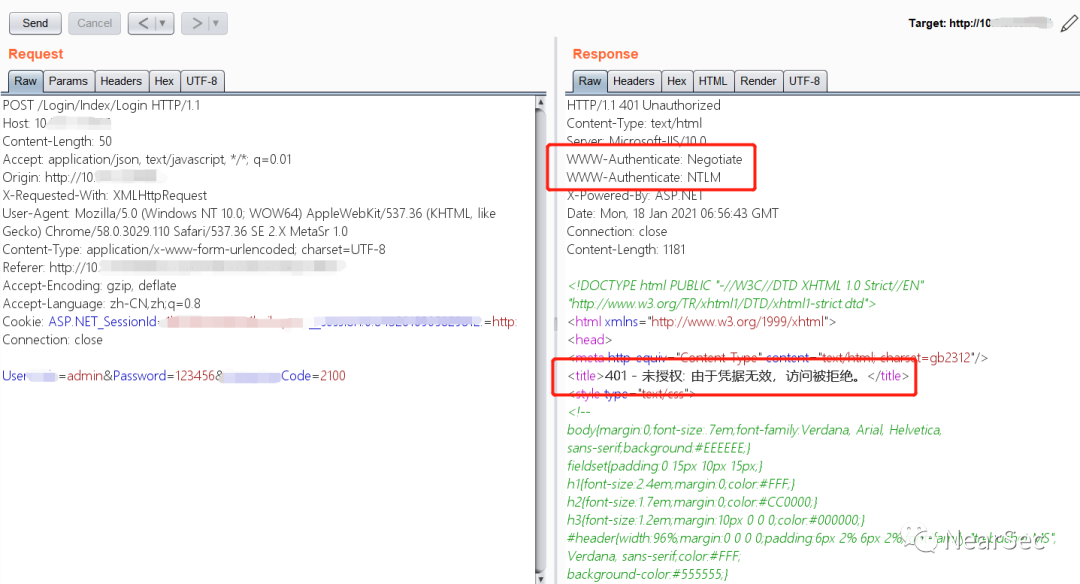 Send Cancel < > Target: http://10
Request
Raw Params Headers Hex UTF-8
POST /Login/Index/Login HTTP/1.1
Host: 10
Content-Length: 50
Accept: application/json, text/javascript, */*; q=0.01
Origin: http://10.
X-Requested-With: XMLHttpRequest
User-Agent: Mozilla/5.0 (Windows NT 10.0; WOW64) AppleWebKit/537.36 (KHTML, like
Gecko) Chrome/58.0.3029.110 Safari/537.36 SE 2.X MetaSr 1.0
Content-Type: application/x-www-form-urlencoded; charset=UTF-8
Referer: http://10.
Accept-Encoding: gzip, deflate
Accept-Language: zh-CN,zh;q=0.8
Cookie: ASP.NET_SessionId= =http:
Connection: close
User =admin&Password=123456& Code=2100
Response
Raw Headers Hex HTML Render UTF-8
HTTP/1.1 401 Unauthorized
Content-Type: text/html
Server: Microsoft-IIS/10.0
WWW-Authenticate: Negotiate
WWW-Authenticate: NTLM
X-Powered-By: ASP.NET
Date: Mon, 18 Jan 2021 06:56:43 GMT
Connection: close
Content-Length: 1181
<!DOCTYPE html PUBLIC "-//W3C//DTD XHTML 1.0 Strict//EN"
"http://www.w3.org/TR/xhtml1/DTD/xhtml1-strict.dtd">
<html xmlns="http://www.w3.org/1999/xhtml">
<head>
<meta http-equiv="Content-Type" content="text/html; charset=gb2312"/>
<title>401 - 未授权: 由于凭据无效，访问被拒绝。</title>
<style type="text/css">
<!--
body{margin:0;font-size:.7em;font-family:Verdana, Arial, Helvetica,
sans-serif;background:#EEEEEE;}
fieldset{padding:0 15px 10px 15px;}
h1{font-size:2.4em;margin:0;color:#FFF;}
h2{font-size:1.7em;margin:0;color:#CC0000;}
h3{font-size:1.2em;margin:10px 0 0 0;color:#000000;}
#header{width:96%;margin:0 0 0 0;padding:6px 2% 6px 2%;
Verdana, sans-serif;color:#FFF;
background-color:#555555;}
NearSec